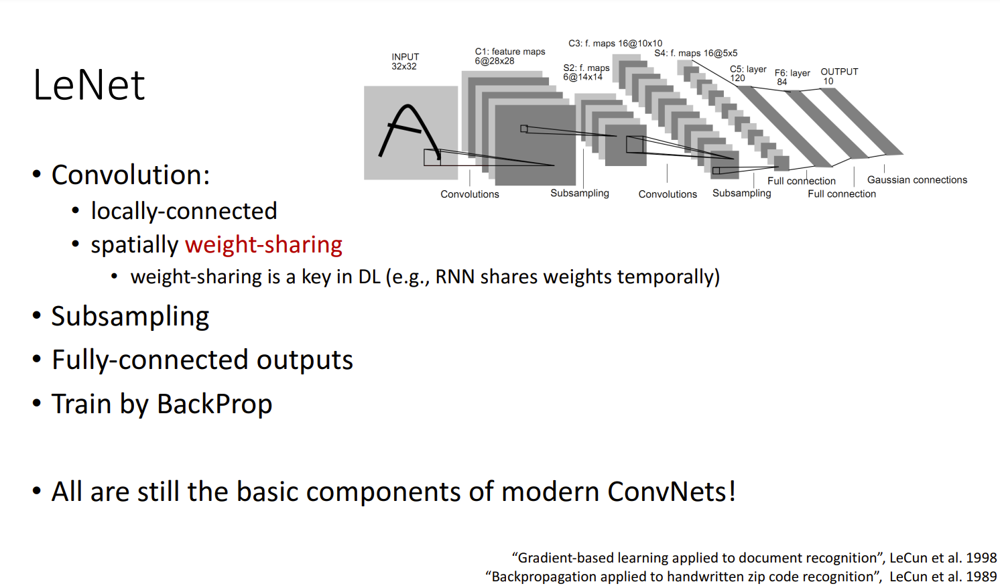 LeNet
INPUT
32x32
C1: feature maps
6@28x28
S2: f. maps
6@14x14
C3: f. maps 16@10x10
S4: f. maps 16@5x5
C5: layer
120
F6: layer
84
OUTPUT
10
Convolutions
Subsampling
Convolutions
Subsampling
Full connection
Full connection
Gaussian connections
• Convolution:
• locally-connected
• spatially weight-sharing
• weight-sharing is a key in DL (e.g., RNN shares weights temporally)
• Subsampling
• Fully-connected outputs
• Train by BackProp
• All are still the basic components of modern ConvNets!
“Gradient-based learning applied to document recognition”, LeCun et al. 1998
“Backpropagation applied to handwritten zip code recognition”, LeCun et al. 1989